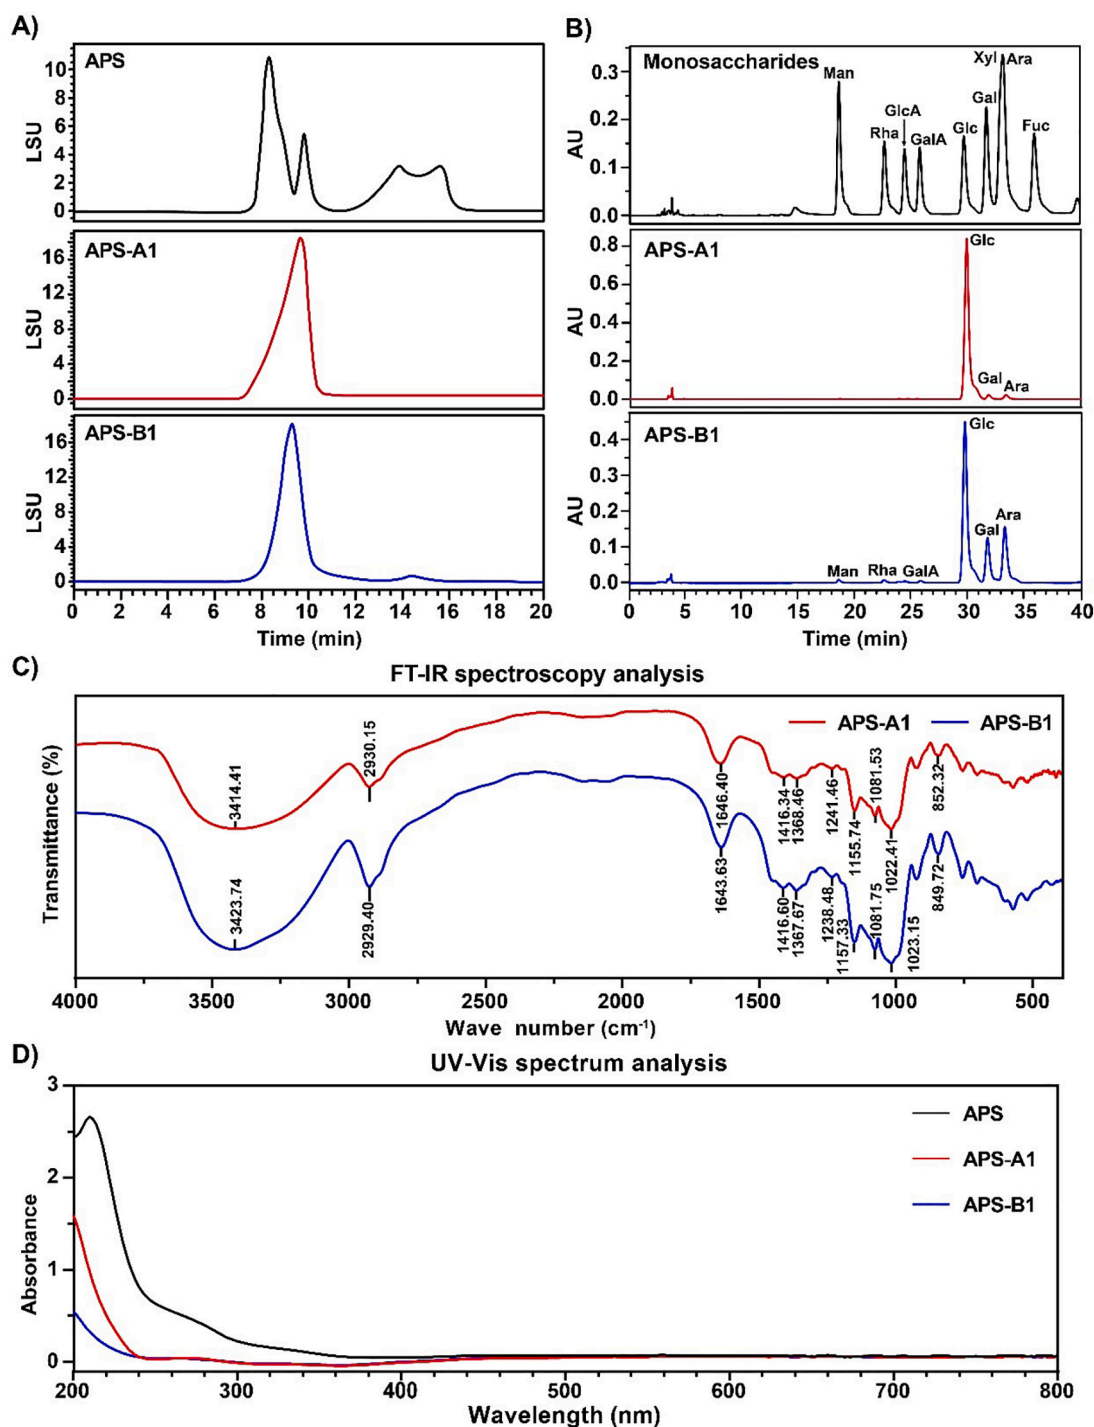 A)
APS
10
8
6
4
2
0
LSU
APS-A1
16
12
8
4
0
LSU
APS-B1
16
12
8
4
0
LSU
0 2 4 6 8 10 12 14 16 18 20
Time (min)
B)
Monosaccharides
0.3
0.2
0.1
0.0
AU
Man
Rha
GlcA
GalA
Glc
Gal
Xyl
Ara
Fuc
APS-A1
0.8
0.6
0.4
0.2
0.0
AU
Glc
Gal
Ara
APS-B1
0.4
0.3
0.2
0.1
0.0
AU
Man
Rha
GalA
Glc
Gal
Ara
0 5 10 15 20 25 30 35 40
Time (min)
C)
FT-IR spectroscopy analysis
APS-A1
APS-B1
Transmittance (%)
3414.41
2930.15
1646.40
1416.34
1368.46
1241.46
1155.74
1081.53
1022.41
852.32
3423.74
2929.40
1643.63
1416.60
1367.67
1238.48
1157.33
1081.75
1023.15
849.72
4000 3500 3000 2500 2000 1500 1000 500
Wave number (cm⁻¹)
D)
UV-Vis spectrum analysis
3
2
1
0
Absorbance
APS
APS-A1
APS-B1
200 300 400 500 600 700 800
Wavelength (nm)